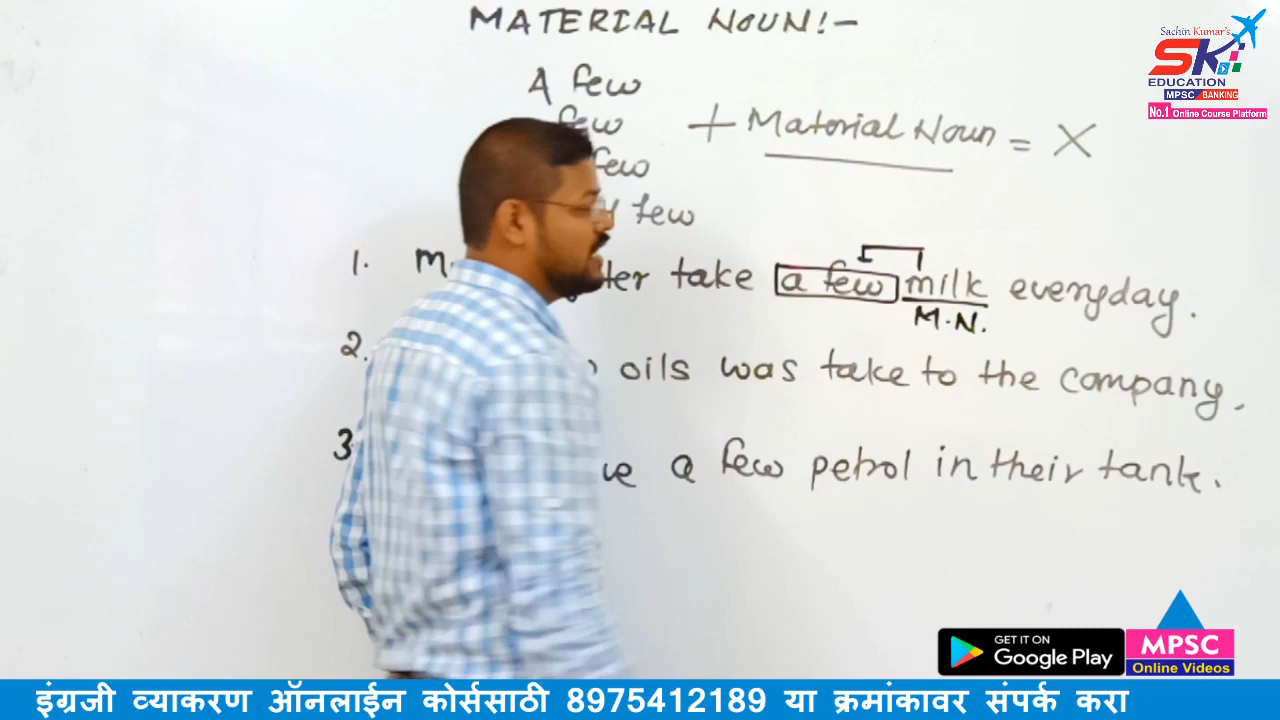 MATERIAL NOUN!-
Sachin Kumar's
SK
EDUCATION
MPSC BANKING
No.1 Online Course Platform
A few
few
few
few
+ Material Noun = X
1. take a few milk everyday.
M.N.
2. oils was take to the company.
3. a few petrol in their tank.
GET IT ON
Google Play
MPSC
Online Videos
इंग्रजी व्याकरण ऑनलाईन कोर्ससाठी 8975412189 या क्रमांकावर संपर्क करा